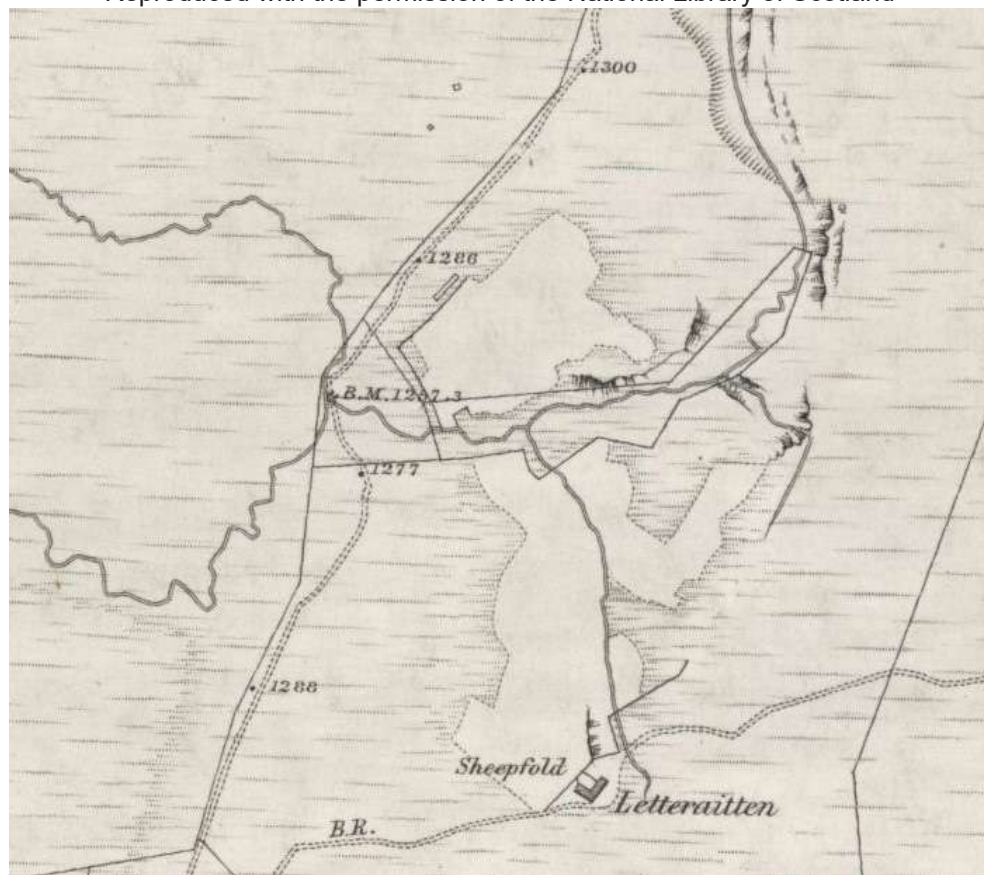 Reproduced with the permission of the National Library of Scotland
1300
1286
B.M.1267.3
1277
1288
Sheepfold
Letteraitten
B.R.